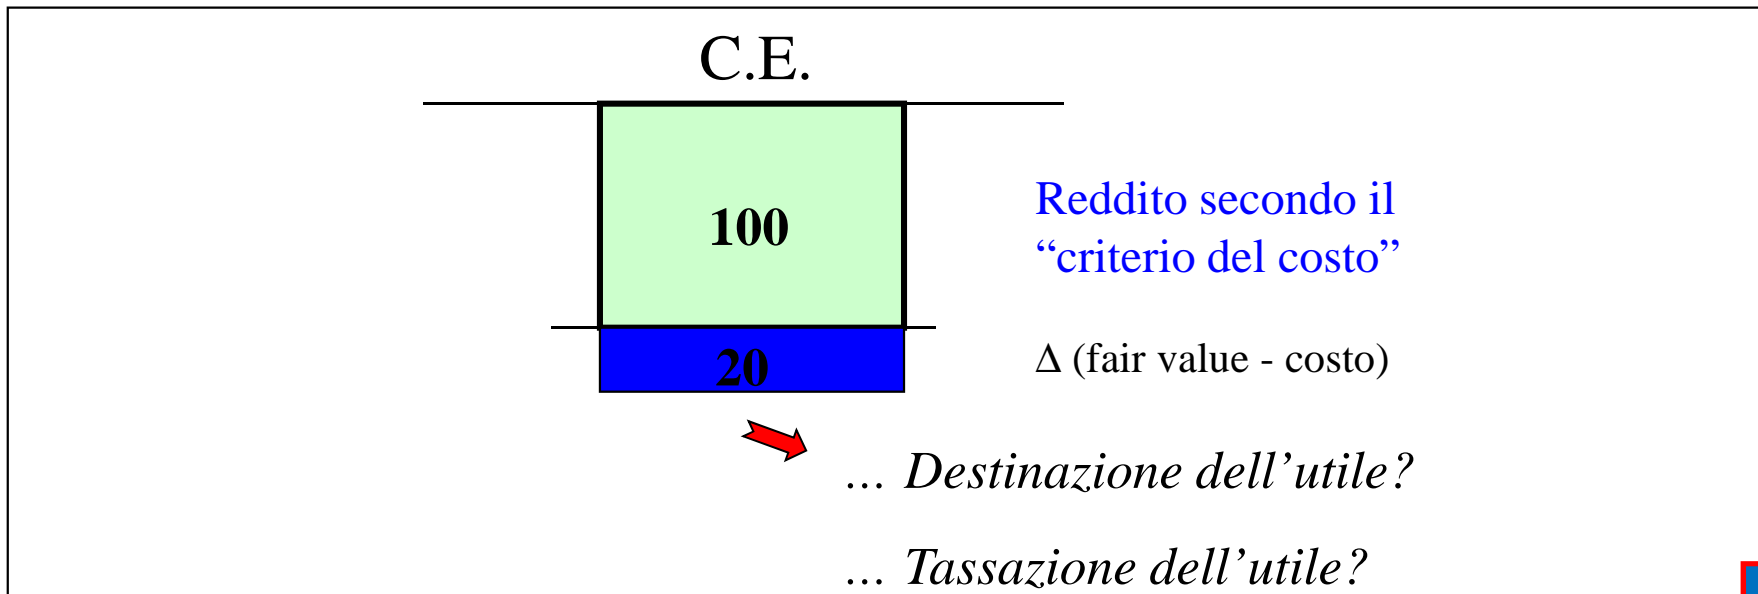 C.E.
100
Reddito secondo il
“criterio del costo”
20
Δ (fair value - costo)
... Destinazione dell’utile?
... Tassazione dell’utile?